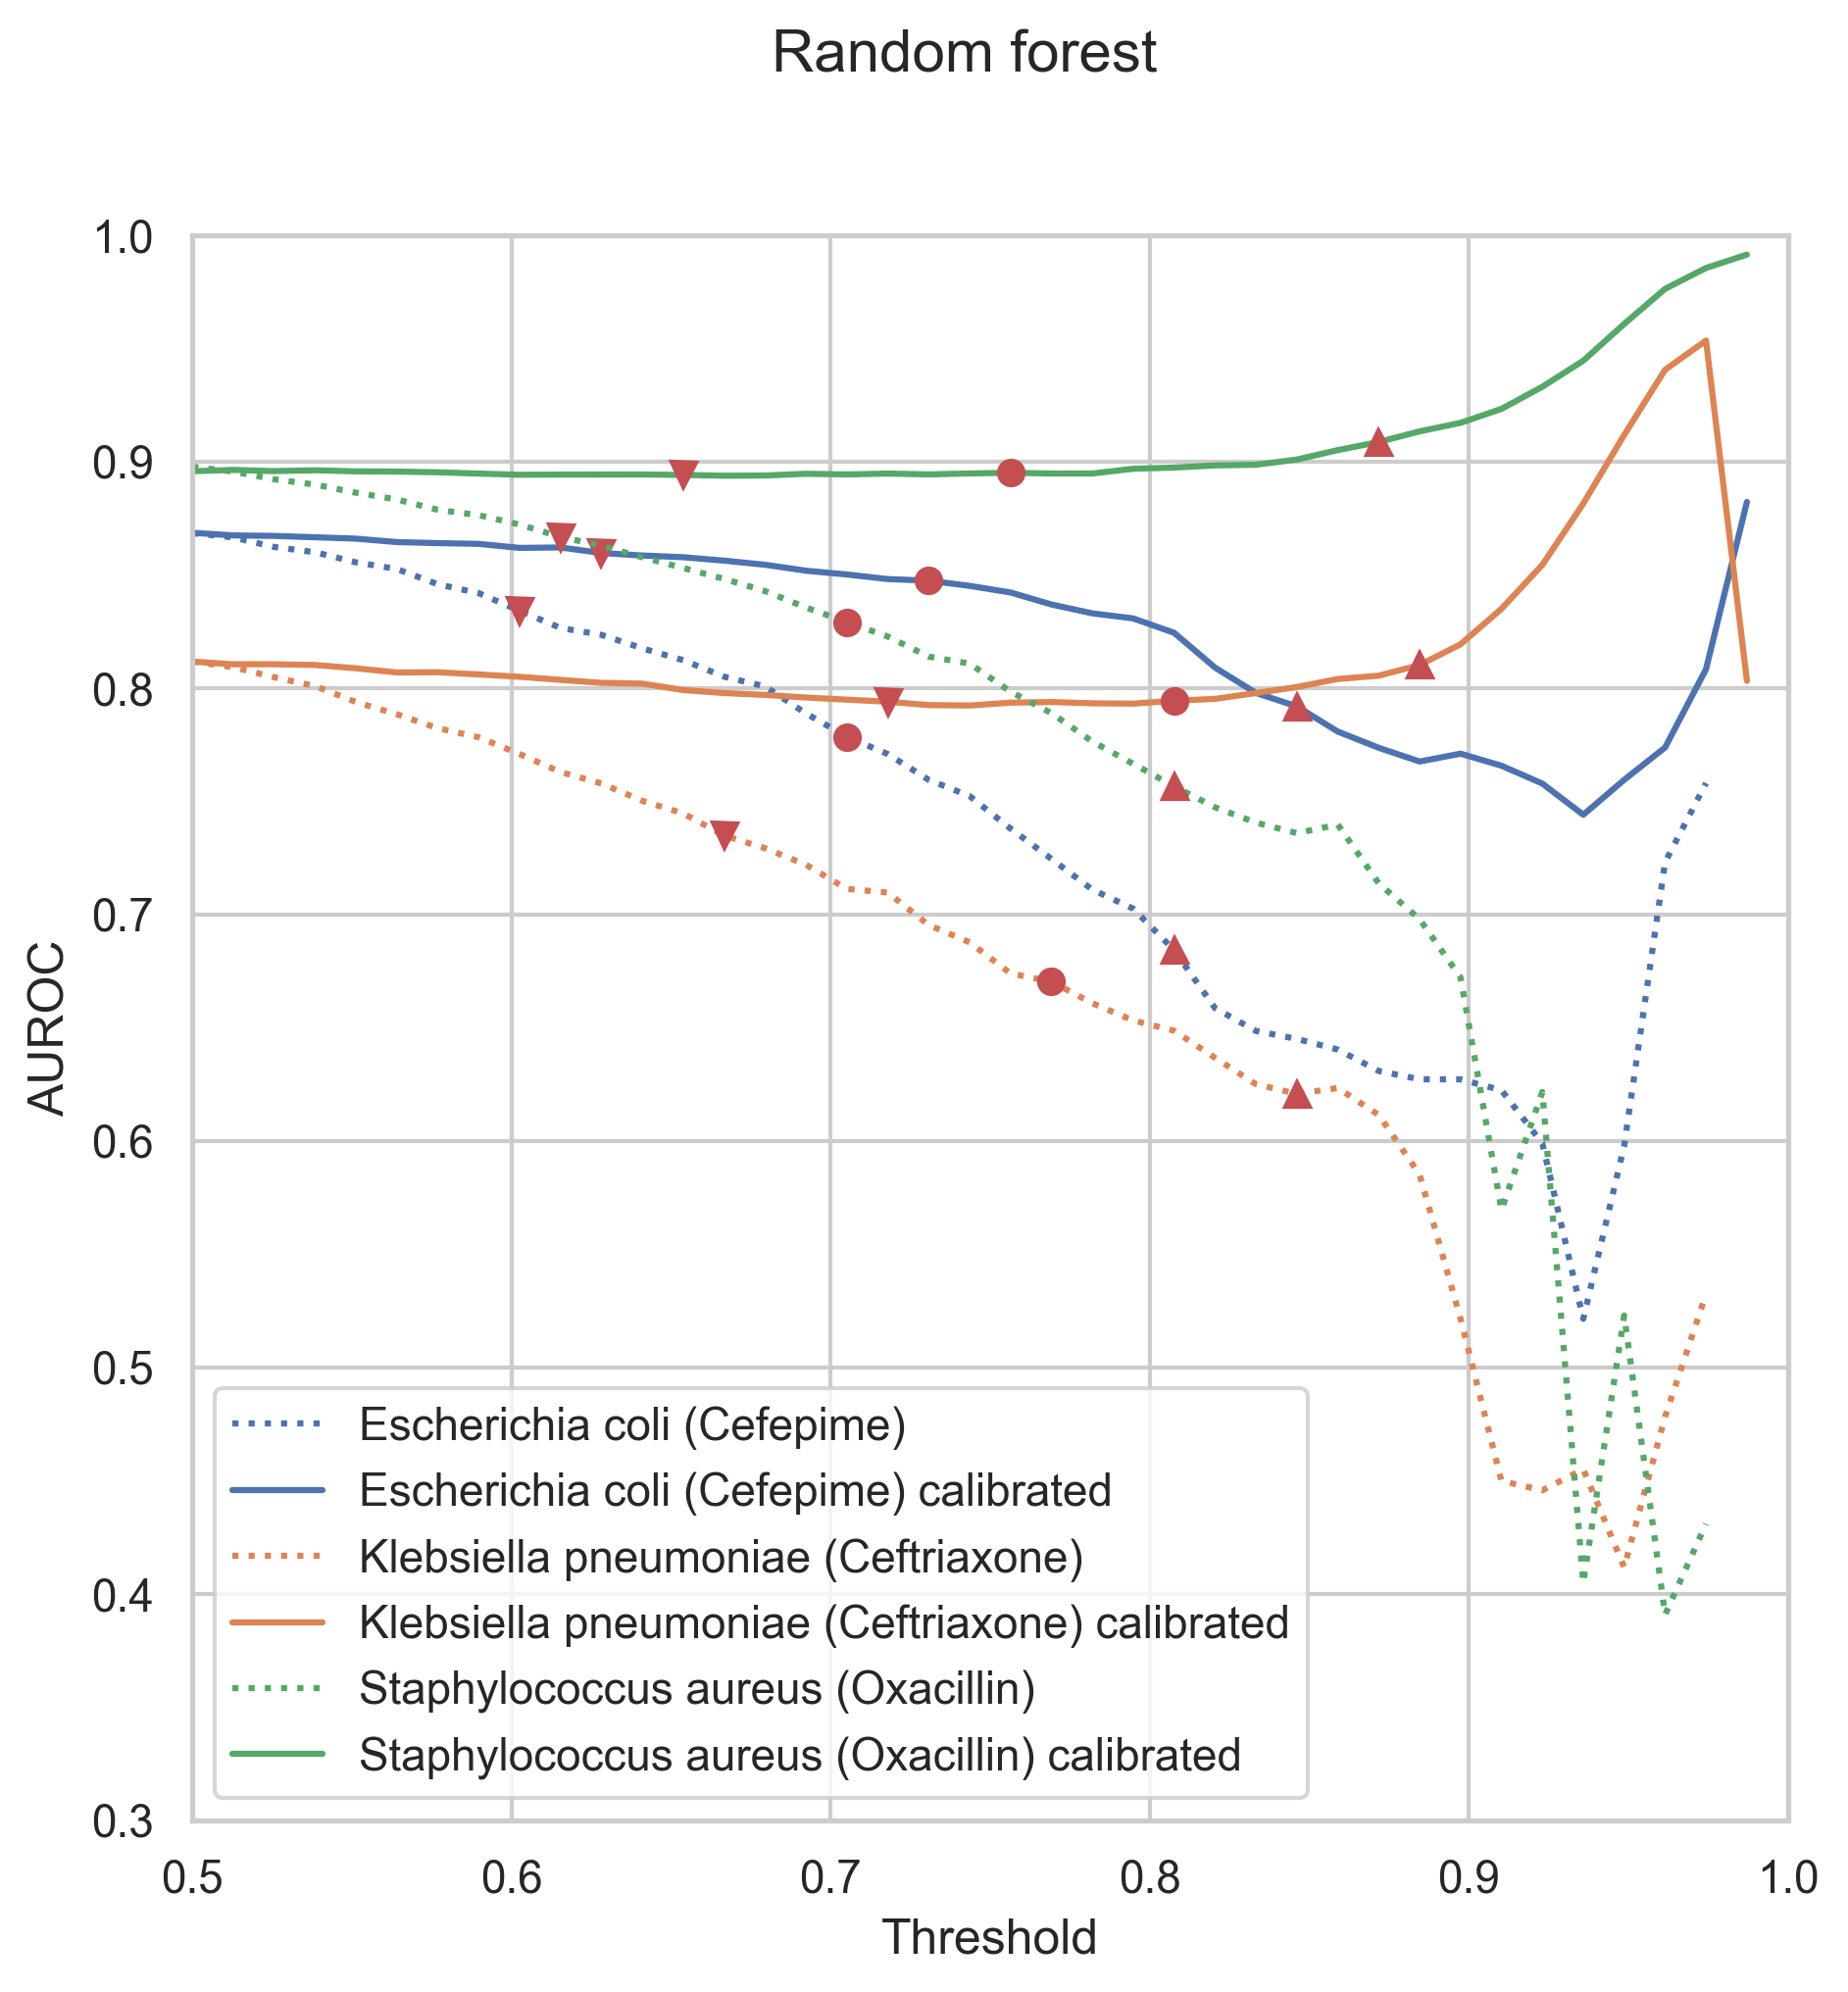 Random forest
1.0
0.9
0.8
0.7
0.6
0.5
0.4
0.3
AUROC
Escherichia coli (Cefepime)
Escherichia coli (Cefepime) calibrated
Klebsiella pneumoniae (Ceftriaxone)
Klebsiella pneumoniae (Ceftriaxone) calibrated
Staphylococcus aureus (Oxacillin)
Staphylococcus aureus (Oxacillin) calibrated
0.5 0.6 0.7 0.8 0.9 1.0
Threshold